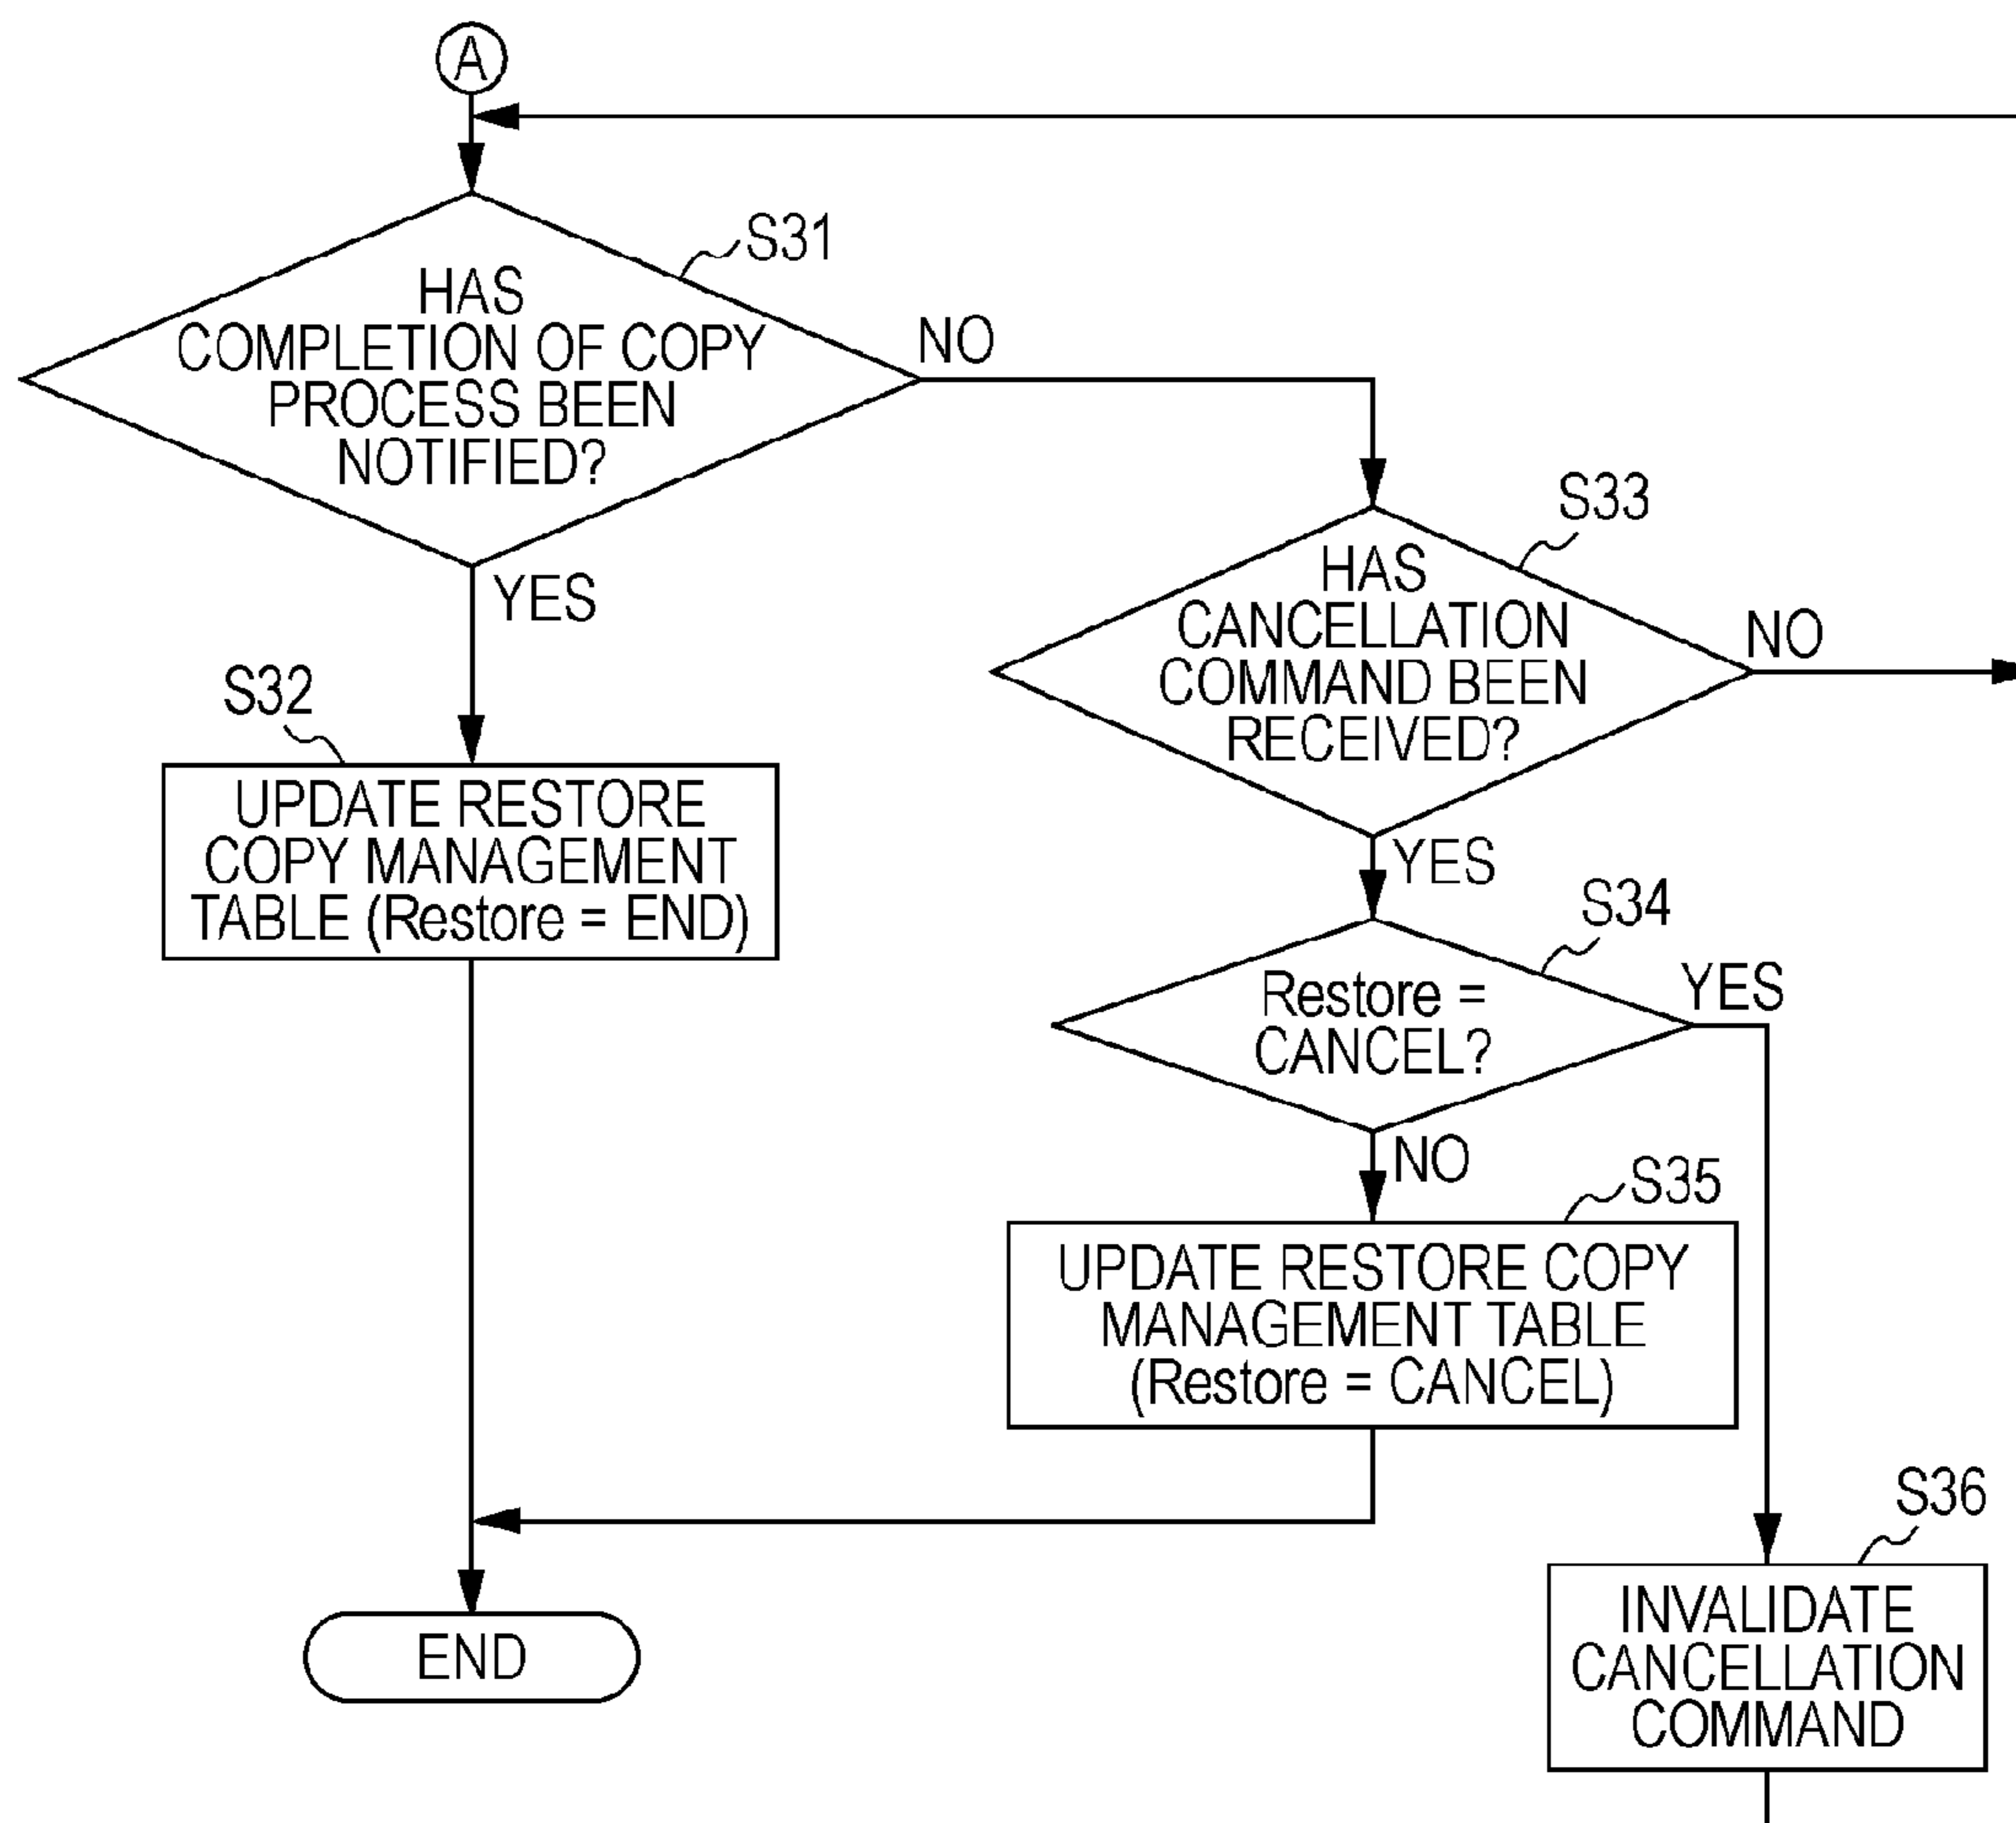 A
S31
HAS
COMPLETION OF COPY
PROCESS BEEN
NOTIFIED?
NO
YES
S32
UPDATE RESTORE
COPY MANAGEMENT
TABLE (Restore = END)
S33
HAS
CANCELLATION
COMMAND BEEN
RECEIVED?
NO
YES
S34
Restore =
CANCEL?
YES
NO
S35
UPDATE RESTORE COPY
MANAGEMENT TABLE
(Restore = CANCEL)
S36
INVALIDATE
CANCELLATION
COMMAND
END